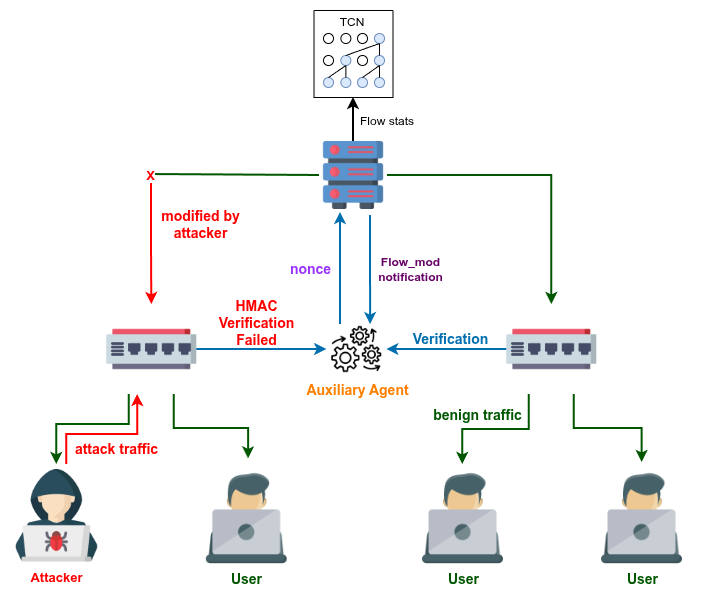 TCN
Flow stats
x
modified by
attacker
nonce
Flow_mod
notification
HMAC
Verification
Failed
Verification
Auxiliary Agent
benign traffic
attack traffic
Attacker
User
User
User